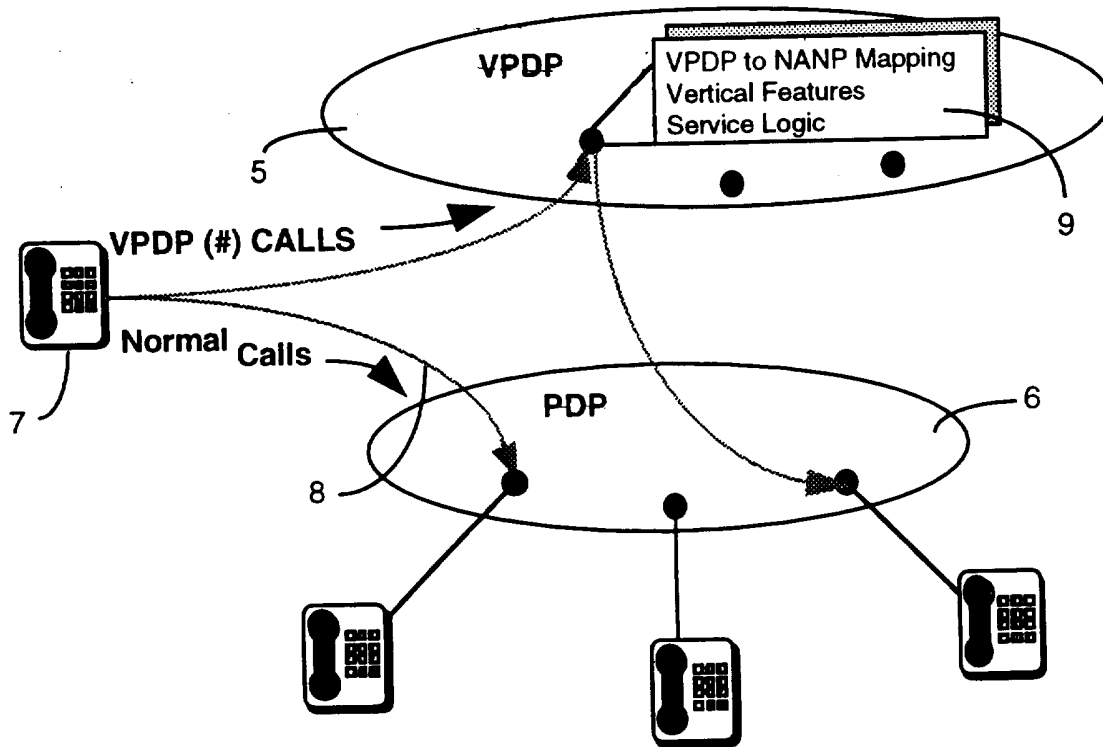 VPDP
VPDP to NANP Mapping
Vertical Features
Service Logic
5
9
VPDP (#) CALLS
Normal Calls
7
PDP
6
8